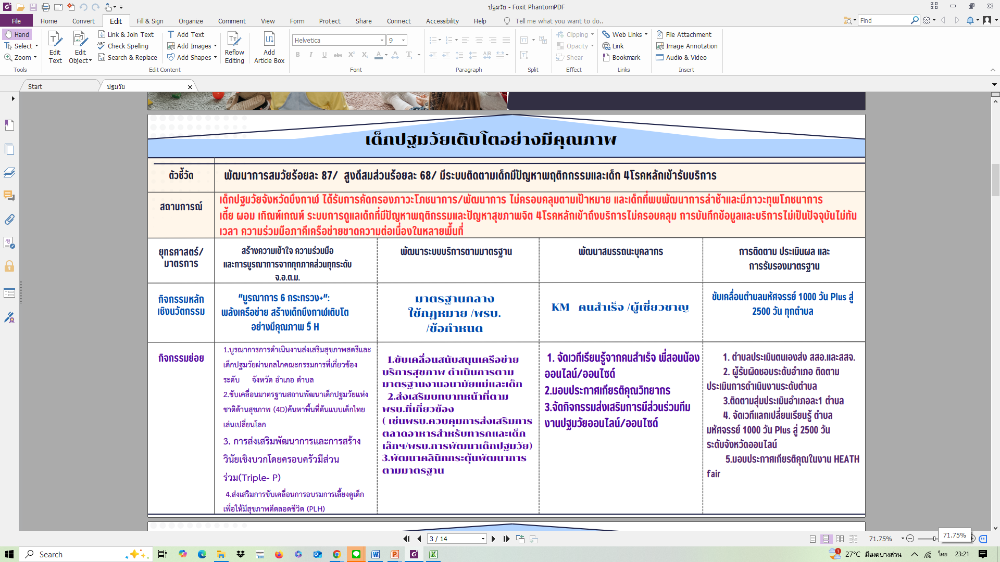 ปฐมวัย - Foxit PhantomPDF
File
Home
Convert
Edit
Fill & Sign
Organize
Comment
View
Form
Protect
Share
Connect
Accessibility
Help
Tell me what you want to do..
Find
Hand
Select
Zoom
Tools
Edit Text
Edit Object
Link & Join Text
Check Spelling
Search & Replace
Add Text
Add Images
Add Shapes
Edit Content
Reflow Editing
Add Article Box
Helvetica
9
Font
Paragraph
Split
Clipping
Opacity
Shear
Effect
Web Links
Link
Bookmark
Links
File Attachment
Image Annotation
Audio & Video
Insert
Start
ปฐมวัย
เด็กปฐมวัยเติบโตอย่างมีคุณภาพ
ตัวชี้วัด
พัฒนาการสมวัยร้อยละ 87/ สูงดีสมส่วนร้อยละ 68/ มีระบบติดตามเด็กมีปัญหาพฤติกกรรมและเด็ก 4โรคหลักเข้ารับบริการ
สถานการณ์
เด็กปฐมวัยจังหวัดบึงกาฬ ได้รับการคัดกรองภาวะโภชนาการ/พัฒนาการ ไม่ครอบคลุมตามเป้าหมาย และเด็กที่พบพัฒนาการล่าช้าและมีภาวะทุพโภชนาการ
เตี้ย ผอม เกิณฑ์เกณฑ์ ระบบการดูแลเด็กที่มีปัญหาพฤติกรรมและปัญหาสุขภาพจิต 4โรคหลักเข้าถึงบริการไม่ครอบคลุม การบันทึกข้อมูลและบริการไม่เป็นปัจจุบันไม่ทัน
เวลา ความร่วมมือภาคีเครือข่ายขาดความต่อเนื่องในหลายพื้นที่
ยุทธศาสตร์/
มาตรการ
สร้างความเข้าใจ ความร่วมมือ
และการบูรณาการจากทุกภาคส่วนทุกระดับ
จ.อ.ต.ม.
พัฒนาระบบบริการตามมาตรฐาน
พัฒนาสมรรถนะบุคลากร
การติดตาม ประเมินผล และ
การรับรองมาตรฐาน
กิจกรรมหลัก
เชิงนวัตกรรม
“บูรณาการ 6 กระทรวง+”:
พลังเครือข่าย สร้างเด็กบึงกาฬเติบโต
อย่างมีคุณภาพ 5 H
มาตรฐานกลาง
ใช้กฎหมาย /พรบ.
/ข้อกำหนด
KM คนสำเร็จ /ผู้เชี่ยวชาญ
ขับเคลื่อนตำบลมหัศจรรย์ 1000 วัน Plus สู่
2500 วัน ทุกตำบล
กิจกรรมย่อย
1.บูรณาการการดำเนินงานส่งเสริมสุขภาพสตรีและ
เด็กปฐมวัยผ่านกลไกคณะกรรมการที่เกี่ยวข้อง
ระดับ จังหวัด อำเภอ ตำบล
2.ขับเคลื่อนมาตรฐานสถานพัฒนาเด็กปฐมวัยแห่ง
ชาติด้านสุขภาพ (4D)ค้นหาพื้นที่ต้นแบบเด็กไทย
เล่นเปลี่ยนโลก
3. การส่งเสริมพัฒนาการและการสร้าง
วินัยเชิงบวกโดยครอบครัวมีส่วน
ร่วม(Triple- P)
4.ส่งเสริมการขับเคลื่อนการอบรมการเลี้ยงดูเด็ก
เพื่อให้มีสุขภาพดีตลอดชีวิต (PLH)
1.ขับเคลื่อนสนับสนุนเครือข่าย
บริการสุขภาพ ดำเนินการตาม
มาตรฐานงานอนามัยแม่และเด็ก
2.ส่งเสริมบทบาทหน้าที่ตาม
พรบ.ที่เกี่ยวข้อง
( เช่นพรบ.ควบคุมการส่งเสริมการ
ตลาดอาหารสำหรับทารกและเด็ก
เล็กฯ/พรบ.การพัฒนาเด็กปฐมวัย)
3.พัฒนาคลินิกกระตุ้นพัฒนาการ
ตามมาตรฐาน
1. จัดเวทีเรียนรู้จากคนสำเร็จ พี่สอนน้อง
ออนไลน์/ออนไซด์
2.มอบประกาศเกียรติคุณวิทยากร
3.จัดกิจกรรมส่งเสริมการมีส่วนร่วมทีม
งานปฐมวัยออนไลน์/ออนไซด์
1. ตำบลประเมินตนเองส่ง สสอ.และสสจ.
2. ผู้รับผิดชอบระดับอำเภอ ติดตาม
ประเมินการดำเนินงานระดับตำบล
3.ติดตามสุ่มประเมินอำเภอละ1 ตำบล
4. จัดเวทีแลกเปลี่ยนเรียนรู้ ตำบล
มหัศจรรย์ 1000 วัน Plus สู่ 2500 วัน
ระดับจังหวัดออนไลน์
5.มอบประกาศเกียรติคุณในงาน HEATH
fair
3 / 14
71.75%
71.75%
Search
27°C มีเมฆบางส่วน
ไทย
23:21